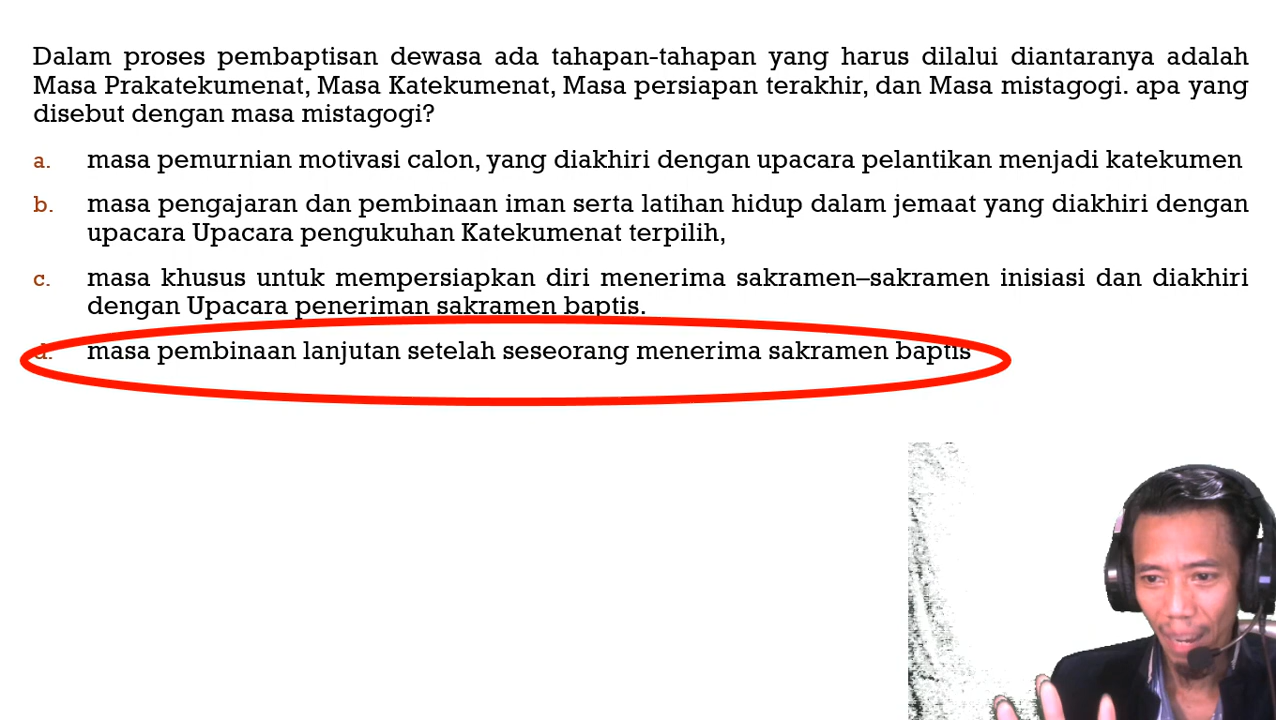 Dalam proses pembaptisan dewasa ada tahapan-tahapan yang harus dilalui diantaranya adalah
Masa Prakatekumenat, Masa Katekumenat, Masa persiapan terakhir, dan Masa mistagogi. apa yang
disebut dengan masa mistagogi?
a. masa pemurnian motivasi calon, yang diakhiri dengan upacara pelantikan menjadi katekumen
b. masa pengajaran dan pembinaan iman serta latihan hidup dalam jemaat yang diakhiri dengan
upacara Upacara pengukuhan Katekumenat terpilih,
c. masa khusus untuk mempersiapkan diri menerima sakramen–sakramen inisiasi dan diakhiri
dengan Upacara peneriman sakramen baptis.
d. masa pembinaan lanjutan setelah seseorang menerima sakramen baptis